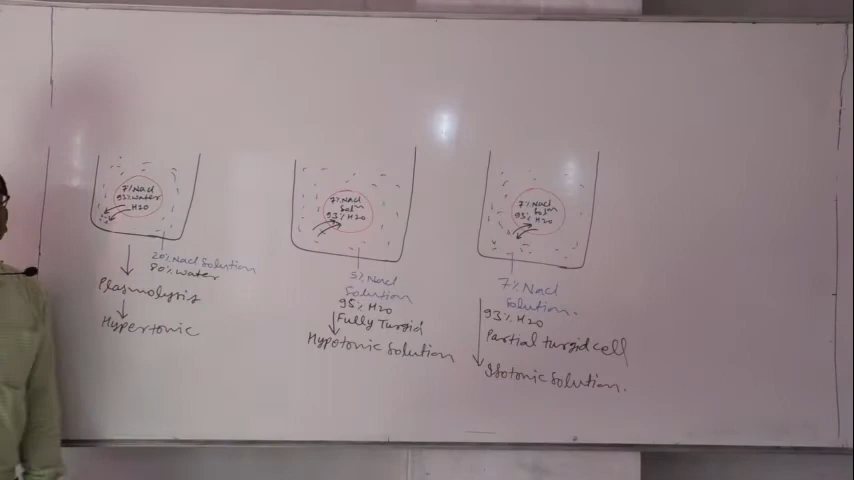 7%Nacl
93%water
H2O
20%Nacl Solution
80% water
Plasmolysis
Hypertonic
7%Nacl
Solⁿ
93% H2O
5%Nacl
Solution
95% H2O
Fully Turgid
Hypotonic Solution
7%Nacl
Solⁿ
93% H2O
7%Nacl
Solution.
93% H2O
Partial turgid cell
Isotonic Solution.